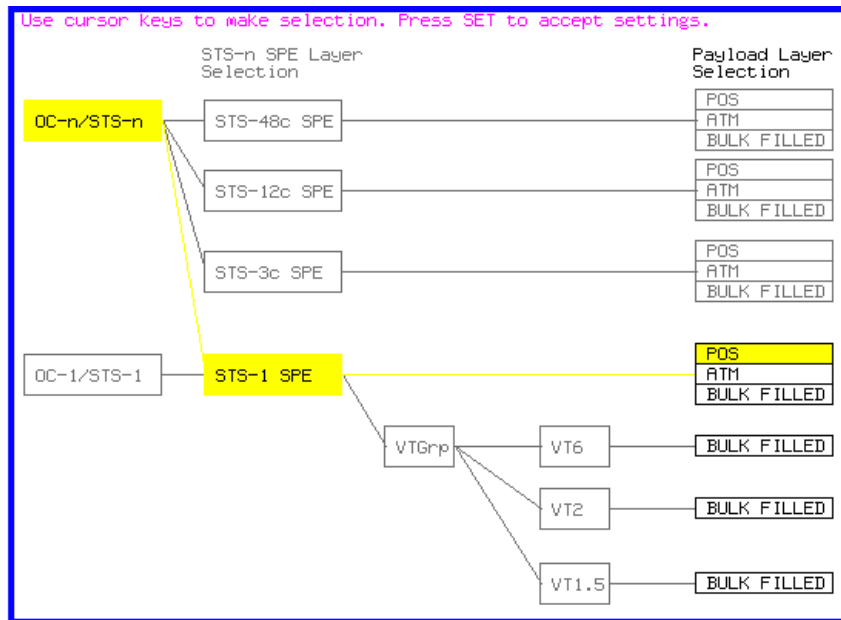 Use cursor keys to make selection. Press SET to accept settings.
STS-n SPE Layer
Selection
Payload Layer
Selection
OC-n/STS-n
STS-48c SPE
POS
ATM
BULK FILLED
STS-12c SPE
POS
ATM
BULK FILLED
STS-3c SPE
POS
ATM
BULK FILLED
OC-1/STS-1
STS-1 SPE
POS
ATM
BULK FILLED
VTGrp
VT6
BULK FILLED
VT2
BULK FILLED
VT1.5
BULK FILLED